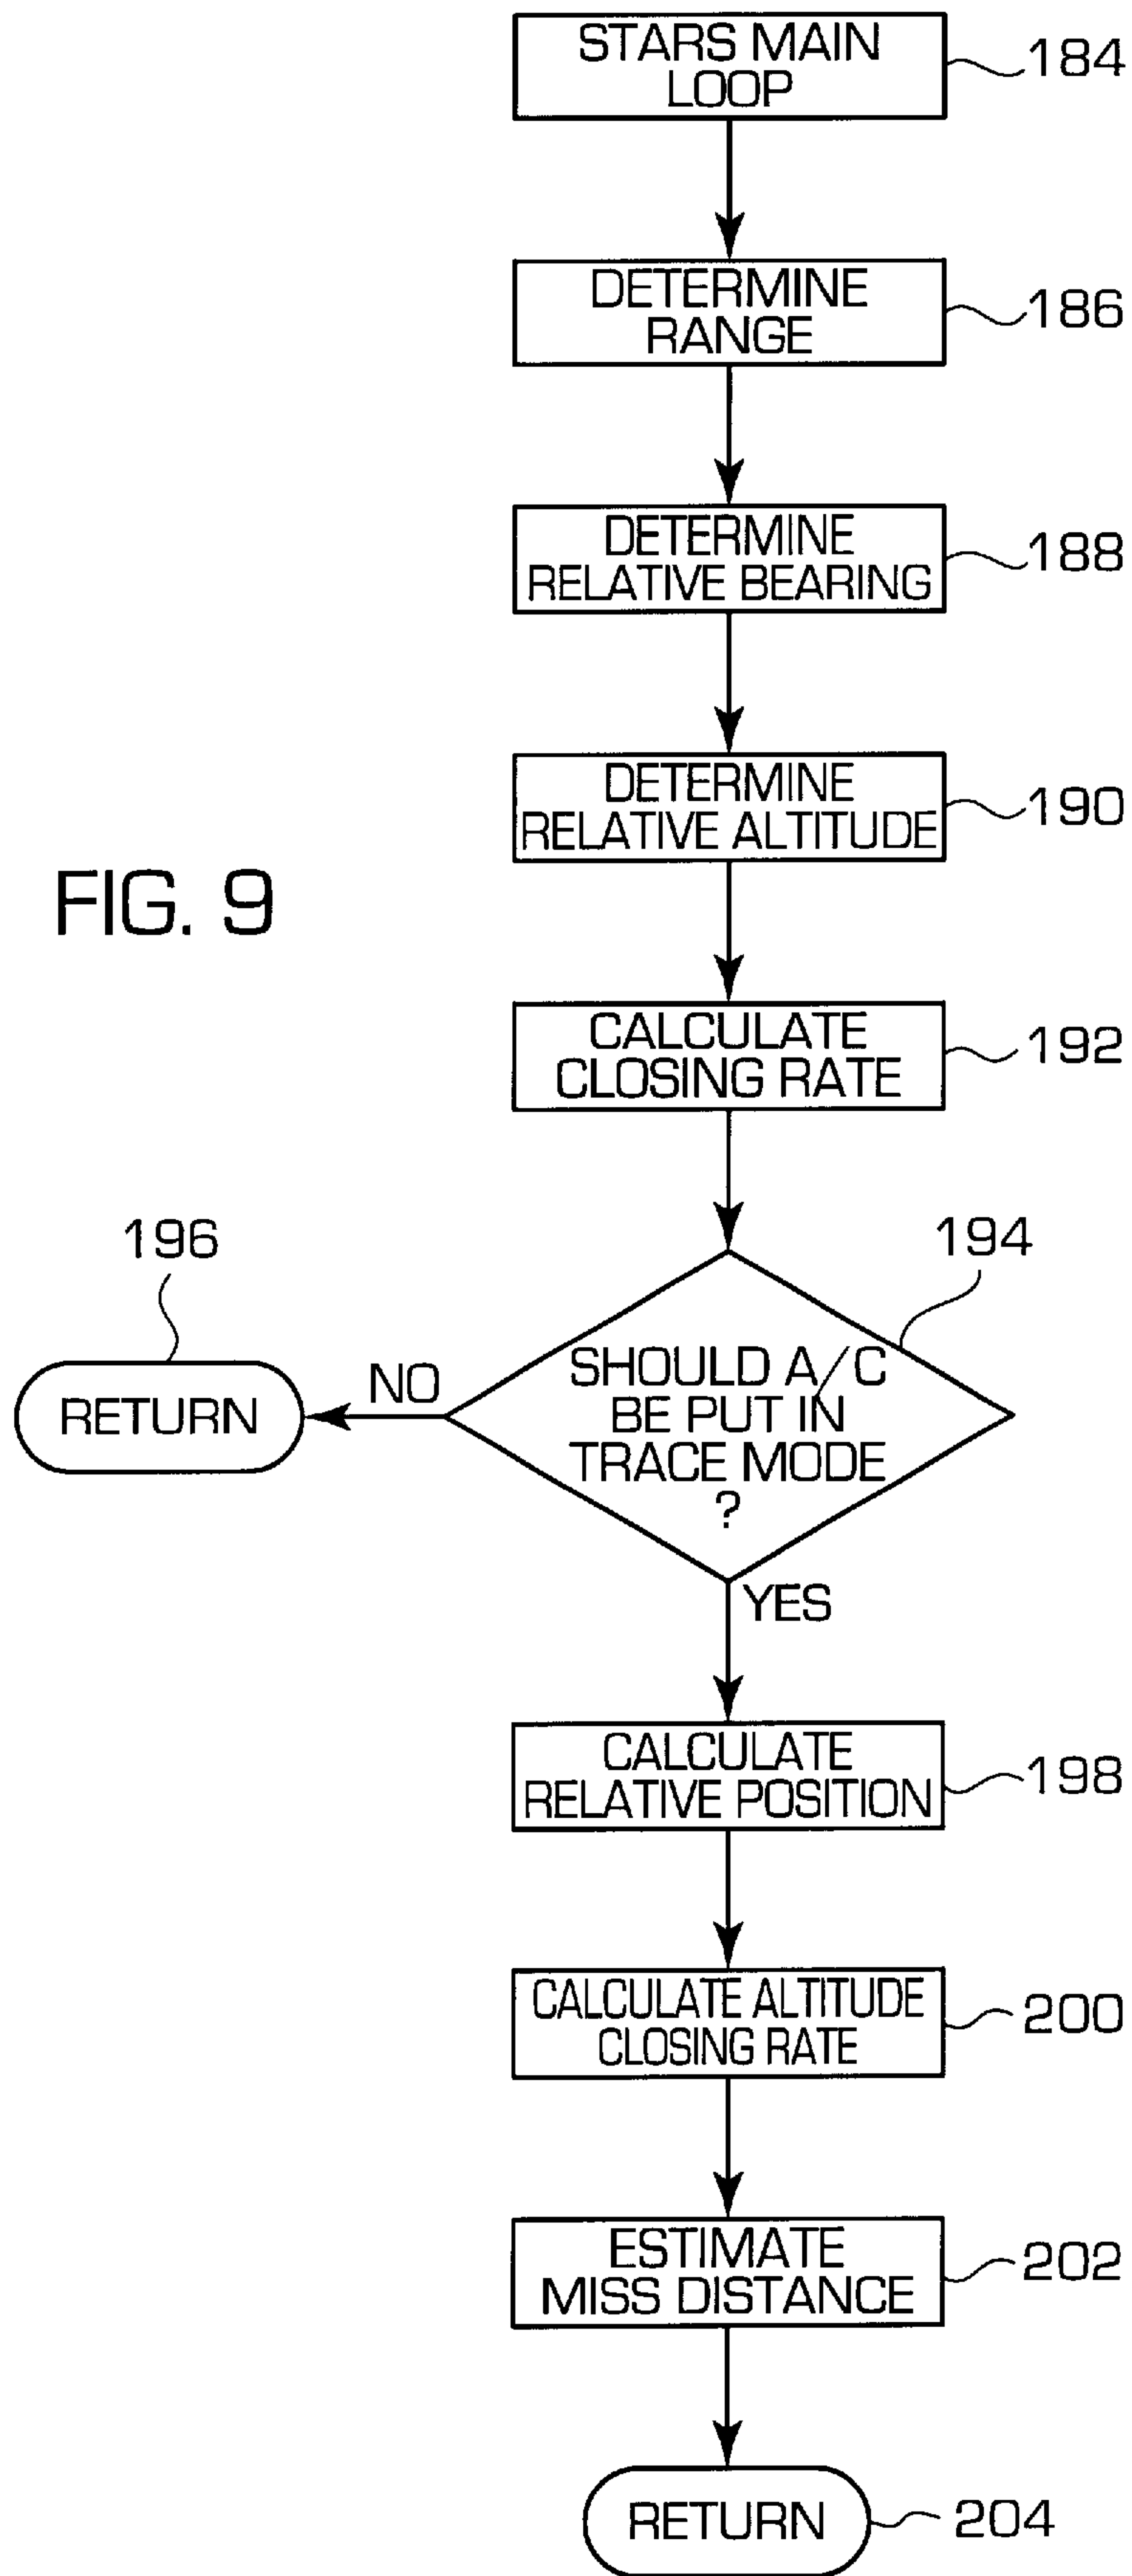 STARS MAIN
LOOP
184
DETERMINE
RANGE
186
DETERMINE
RELATIVE BEARING
188
DETERMINE
RELATIVE ALTITUDE
190
FIG. 9
CALCULATE
CLOSING RATE
192
196
194
RETURN
NO
SHOULD A/C
BE PUT IN
TRACE MODE
?
YES
CALCULATE
RELATIVE POSITION
198
CALCULATE ALTITUDE
CLOSING RATE
200
ESTIMATE
MISS DISTANCE
202
RETURN
204